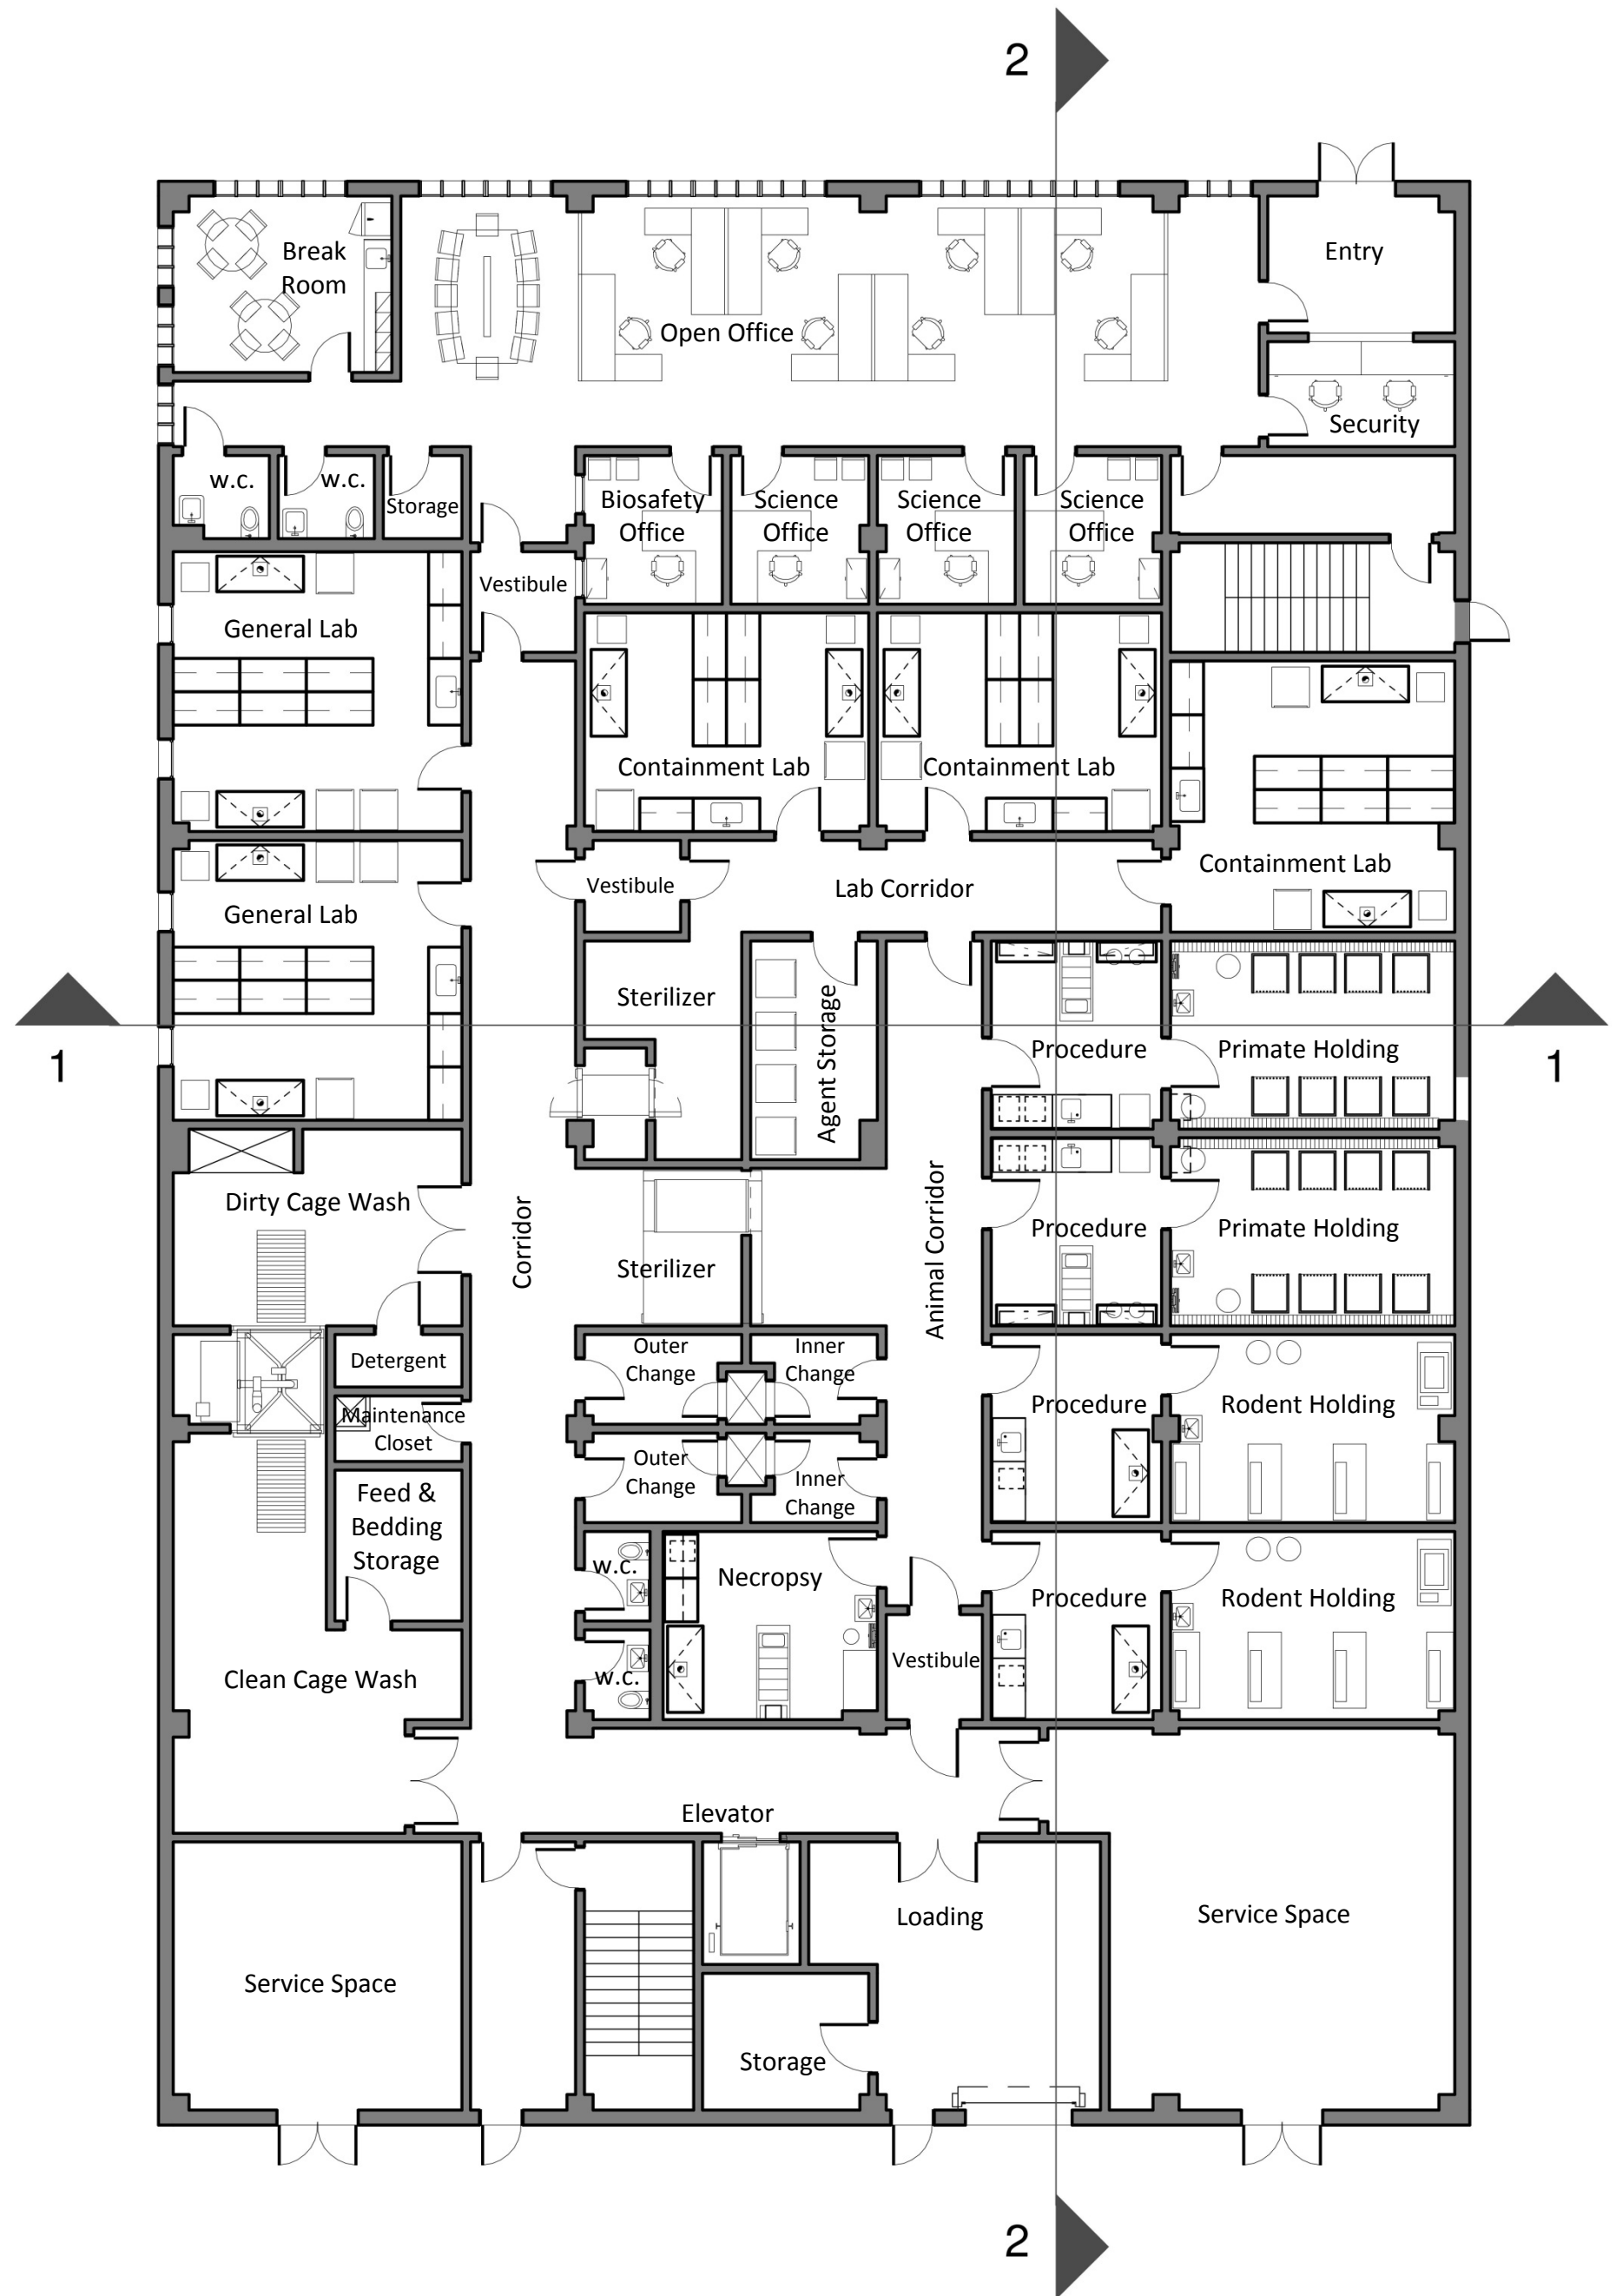 2
Break
Room
Entry
Open Office
Security
w.c.
w.c.
Storage
Biosafety
Office
Science
Office
Science
Office
Science
Office
Vestibule
General Lab
Containment Lab
Containment Lab
Containment Lab
Vestibule
Lab Corridor
General Lab
Sterilizer
Agent Storage
Procedure
Primate Holding
1
1
Dirty Cage Wash
Corridor
Sterilizer
Animal Corridor
Procedure
Primate Holding
Detergent
Outer
Change
Inner
Change
Maintenance
Closet
Procedure
Rodent Holding
Outer
Change
Inner
Change
Feed &
Bedding
Storage
w.c.
Necropsy
Procedure
Rodent Holding
Clean Cage Wash
w.c.
Vestibule
Elevator
Loading
Service Space
Service Space
Storage
2